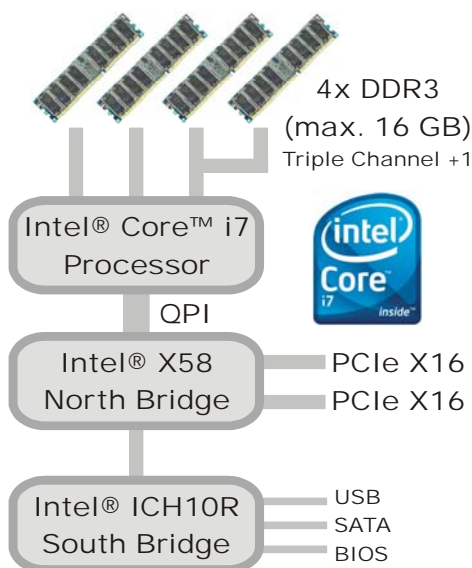 4x DDR3
(max. 16 GB)
Triple Channel +1
Intel® Core™ i7
Processor
(intel)
Core™
i7
inside™
QPI
Intel® X58
North Bridge
PCIe X16
PCIe X16
Intel® ICH10R
South Bridge
USB
SATA
BIOS